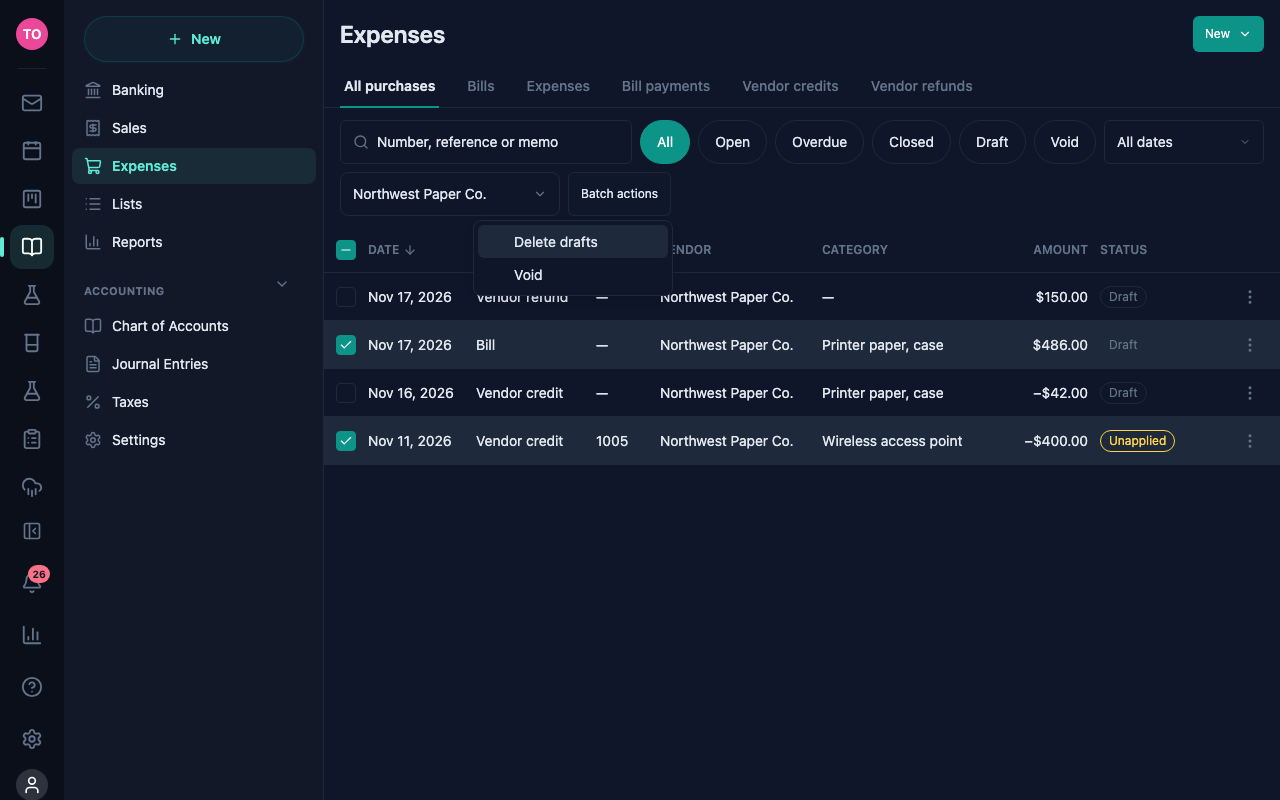 TO
New
Banking
Sales
Expenses
Lists
Reports
ACCOUNTING
Chart of Accounts
Journal Entries
Taxes
Settings
26
Expenses
New
All purchases Bills Expenses Bill payments Vendor credits Vendor refunds
Number, reference or memo All Open Overdue Closed Draft Void All dates
Northwest Paper Co. Batch actions
Delete drafts
Void
DATE CATEGORY AMOUNT STATUS
Nov 17, 2026 Vendor refund — Northwest Paper Co. — $150.00 Draft
Nov 17, 2026 Bill — Northwest Paper Co. Printer paper, case $486.00 Draft
Nov 16, 2026 Vendor credit — Northwest Paper Co. Printer paper, case −$42.00 Draft
Nov 11, 2026 Vendor credit 1005 Northwest Paper Co. Wireless access point −$400.00 Unapplied